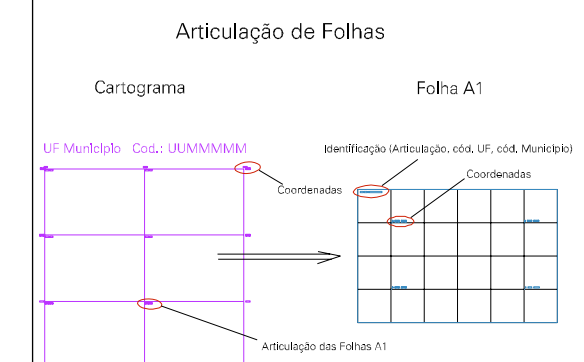 Articulação de Folhas
Cartograma
Folha A1
UF Município Cod.: UUMMMMM
Identificação (Articulação, cód. UF, cód. Município)
Coordenadas
Coordenadas
Articulação das Folhas A1